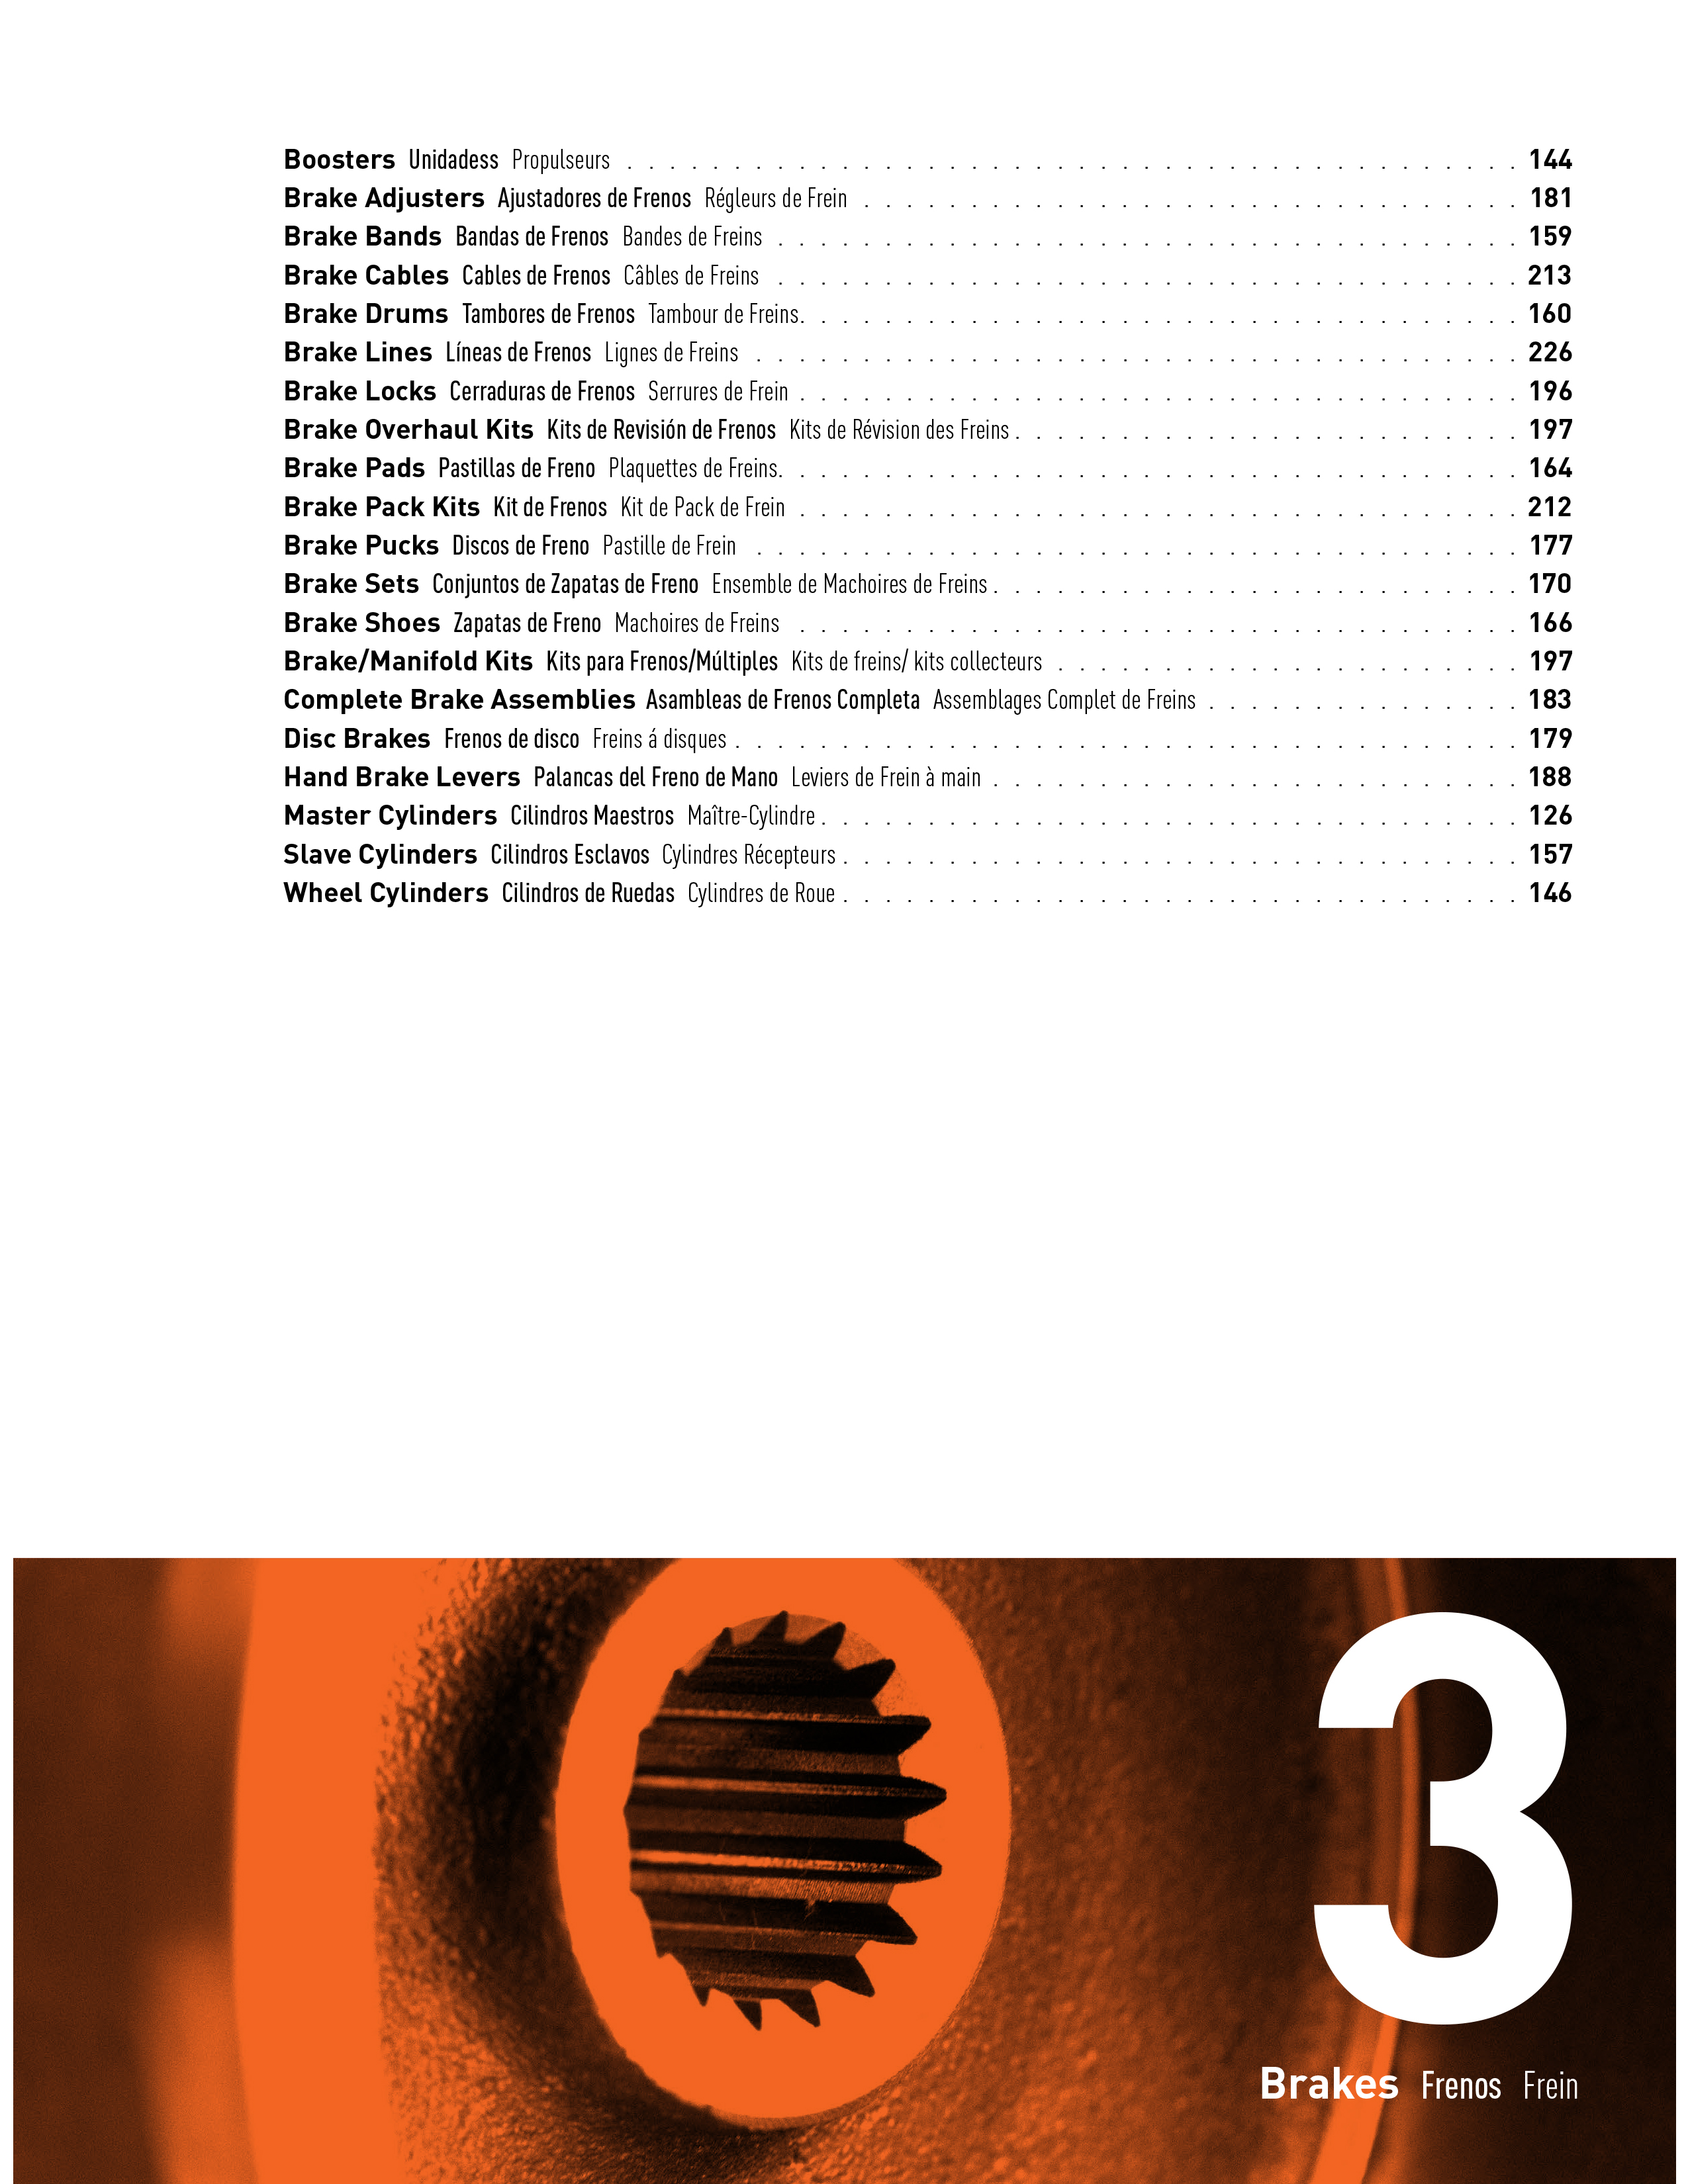 Boosters Unidadess Propulseurs . . . . . . . . . . . . . . . . . . . . . . . . . . . . . . . . . . . . . . . . . . 144
Brake Adjusters Ajustadores de Frenos Régleurs de Frein . . . . . . . . . . . . . . . . . . . . . . . . . . . . . . . 181
Brake Bands Bandas de Frenos Bandes de Freins . . . . . . . . . . . . . . . . . . . . . . . . . . . . . . . . . . . 159
Brake Cables Cables de Frenos Câbles de Freins . . . . . . . . . . . . . . . . . . . . . . . . . . . . . . . . . . . 213
Brake Drums Tambores de Frenos Tambour de Freins. . . . . . . . . . . . . . . . . . . . . . . . . . . . . . . . . . 160
Brake Lines Líneas de Frenos Lignes de Freins . . . . . . . . . . . . . . . . . . . . . . . . . . . . . . . . . . . . 226
Brake Locks Cerraduras de Frenos Serrures de Frein . . . . . . . . . . . . . . . . . . . . . . . . . . . . . . . . . . 196
Brake Overhaul Kits Kits de Revisión de Frenos Kits de Révision des Freins . . . . . . . . . . . . . . . . . . . . . . . . 197
Brake Pads Pastillas de Freno Plaquettes de Freins. . . . . . . . . . . . . . . . . . . . . . . . . . . . . . . . . . . 164
Brake Pack Kits Kit de Frenos Kit de Pack de Frein . . . . . . . . . . . . . . . . . . . . . . . . . . . . . . . . . . 212
Brake Pucks Discos de Freno Pastille de Frein . . . . . . . . . . . . . . . . . . . . . . . . . . . . . . . . . . . . 177
Brake Sets Conjuntos de Zapatas de Freno Ensemble de Machoires de Freins . . . . . . . . . . . . . . . . . . . . . . . . . 170
Brake Shoes Zapatas de Freno Machoires de Freins . . . . . . . . . . . . . . . . . . . . . . . . . . . . . . . . . . 166
Brake/Manifold Kits Kits para Frenos/Múltiples Kits de freins/ kits collecteurs . . . . . . . . . . . . . . . . . . . . . . 197
Complete Brake Assemblies Asambleas de Frenos Completa Assemblages Complet de Freins . . . . . . . . . . . . . . . 183
Disc Brakes Frenos de disco Freins á disques . . . . . . . . . . . . . . . . . . . . . . . . . . . . . . . . . . . . . 179
Hand Brake Levers Palancas del Freno de Mano Leviers de Frein à main . . . . . . . . . . . . . . . . . . . . . . . . . 188
Master Cylinders Cilindros Maestros Maître-Cylindre . . . . . . . . . . . . . . . . . . . . . . . . . . . . . . . . . 126
Slave Cylinders Cilindros Esclavos Cylindres Récepteurs . . . . . . . . . . . . . . . . . . . . . . . . . . . . . . . . 157
Wheel Cylinders Cilindros de Ruedas Cylindres de Roue . . . . . . . . . . . . . . . . . . . . . . . . . . . . . . . . 146
3
Brakes Frenos Frein